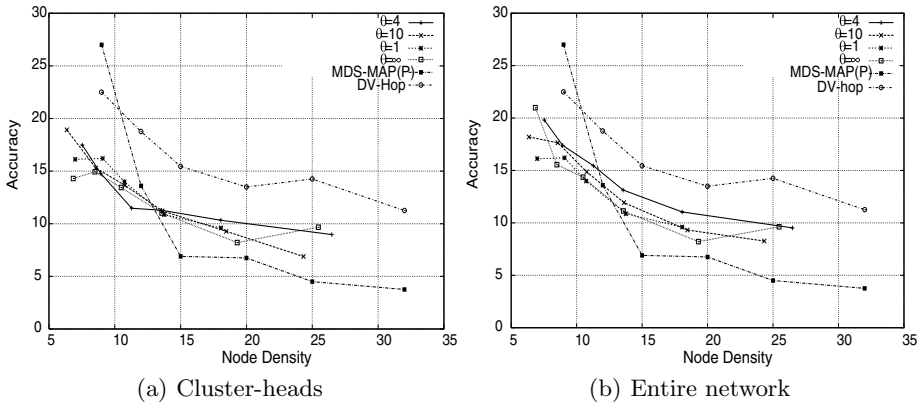 30
25
20
15
10
5
0
Accuracy
5
10
15
20
25
30
35
Node Density
θ=4
θ=10
θ=1
θ=∞
MDS-MAP(P)
DV-Hop
(a) Cluster-heads
30
25
20
15
10
5
0
Accuracy
5
10
15
20
25
30
35
Node Density
θ=4
θ=10
θ=1
θ=∞
MDS-MAP(P)
DV-hop
(b) Entire network